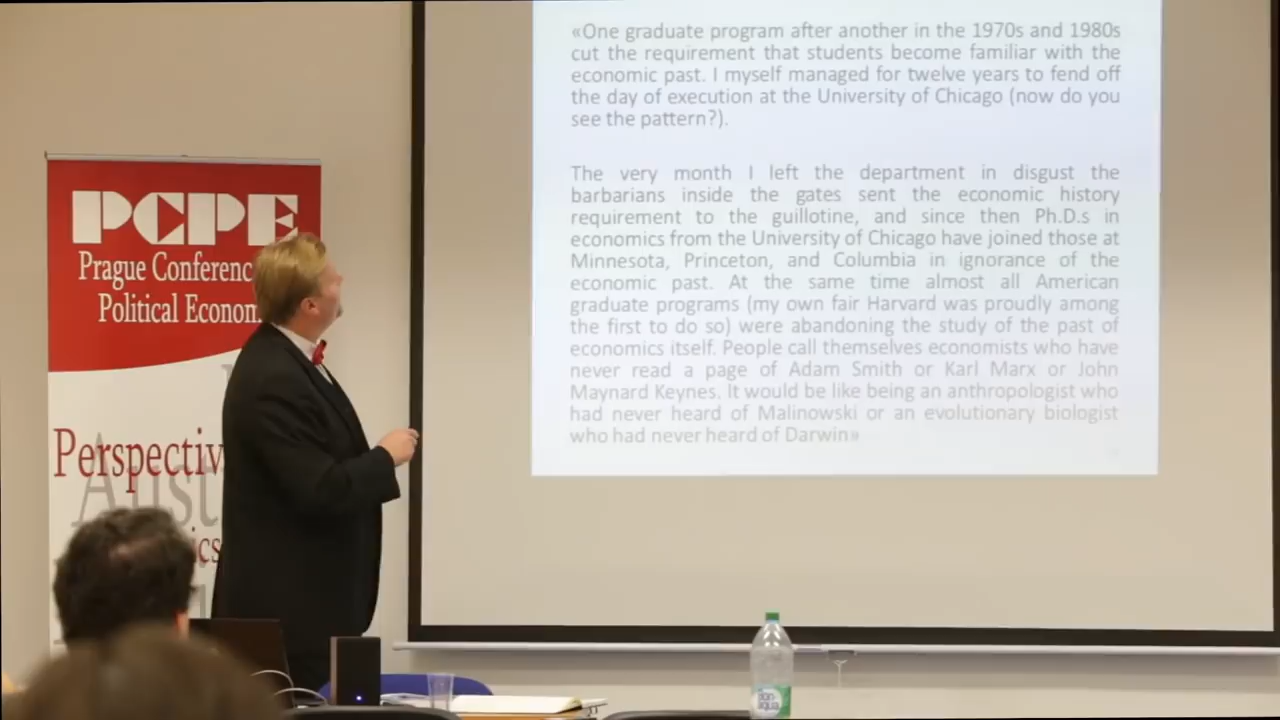 PCPE
Prague Conferenc
Political Econom
Perspectiv
Aust
ics
«One graduate program after another in the 1970s and 1980s
cut the requirement that students become familiar with the
economic past. I myself managed for twelve years to fend off
the day of execution at the University of Chicago (now do you
see the pattern?).
The very month I left the department in disgust the
barbarians inside the gates sent the economic history
requirement to the guillotine, and since then Ph.D.s in
economics from the University of Chicago have joined those at
Minnesota, Princeton, and Columbia in ignorance of the
economic past. At the same time almost all American
graduate programs (my own fair Harvard was proudly among
the first to do so) were abandoning the study of the past of
economics itself. People call themselves economists who have
never read a page of Adam Smith or Karl Marx or John
Maynard Keynes. It would be like being an anthropologist who
had never heard of Malinowski or an evolutionary biologist
who had never heard of Darwin»